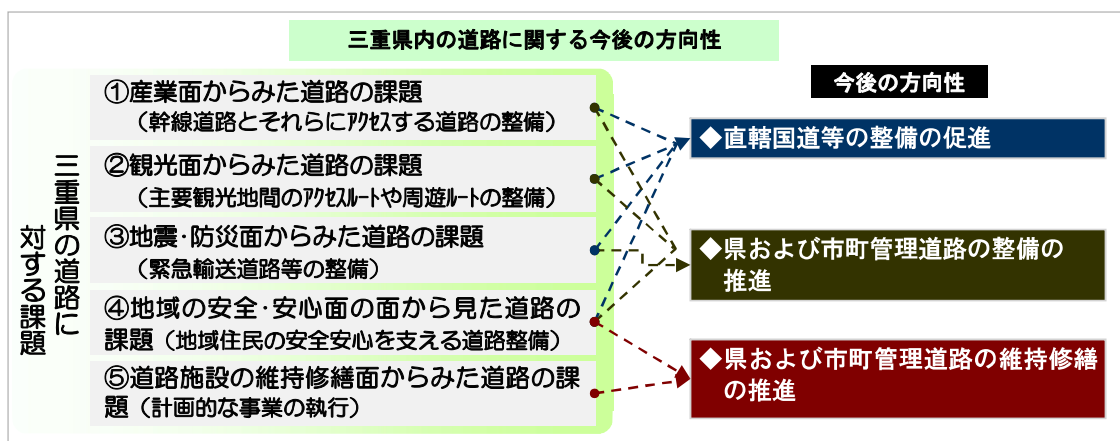 三重県内の道路に関する今後の方向性
三重県の道路に
対する課題
①産業面からみた道路の課題
（幹線道路とそれらにｱｸｾｽする道路の整備）
②観光面からみた道路の課題
（主要観光地間のｱｸｾｽﾙｰﾄや周遊ﾙｰﾄの整備）
③地震･防災面からみた道路の課題
（緊急輸送道路等の整備）
④地域の安全･安心面の面から見た道路の
課題（地域住民の安全安心を支える道路整備）
⑤道路施設の維持修繕面からみた道路の課
題（計画的な事業の執行）
今後の方向性
◆直轄国道等の整備の促進
◆県および市町管理道路の整備の
推進
◆県および市町管理道路の維持修繕
の推進